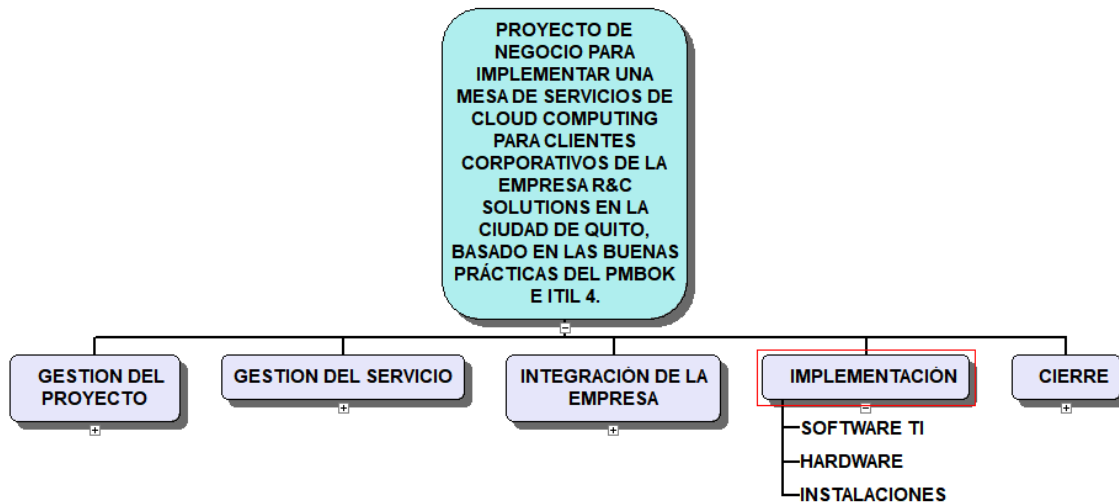 PROYECTO DE
NEGOCIO PARA
IMPLEMENTAR UNA
MESA DE SERVICIOS DE
CLOUD COMPUTING
PARA CLIENTES
CORPORATIVOS DE LA
EMPRESA R&C
SOLUTIONS EN LA
CIUDAD DE QUITO,
BASADO EN LAS BUENAS
PRÁCTICAS DEL PMBOK
E ITIL 4.
GESTION DEL
PROYECTO
GESTION DEL SERVICIO
INTEGRACIÓN DE LA
EMPRESA
IMPLEMENTACIÓN
CIERRE
SOFTWARE TI
HARDWARE
INSTALACIONES